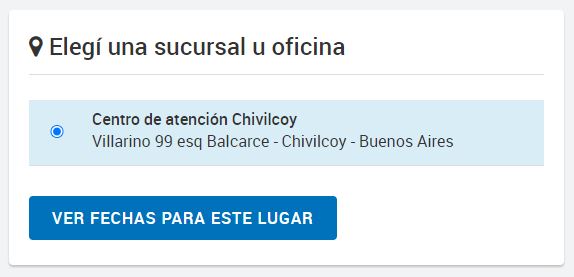 Elegí una sucursal u oficina
Centro de atención Chivilcoy
Villarino 99 esq Balcarce - Chivilcoy - Buenos Aires
VER FECHAS PARA ESTE LUGAR